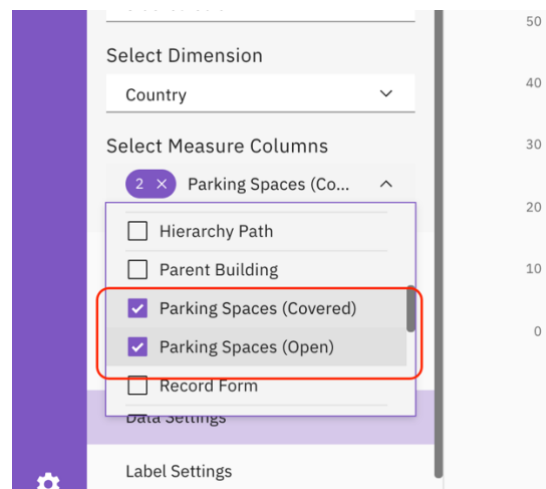 Select Dimension
Country
Select Measure Columns
2 × Parking Spaces (Co...
Hierarchy Path
Parent Building
Parking Spaces (Covered)
Parking Spaces (Open)
Record Form
Data Settings
Label Settings
50
40
30
20
10
0